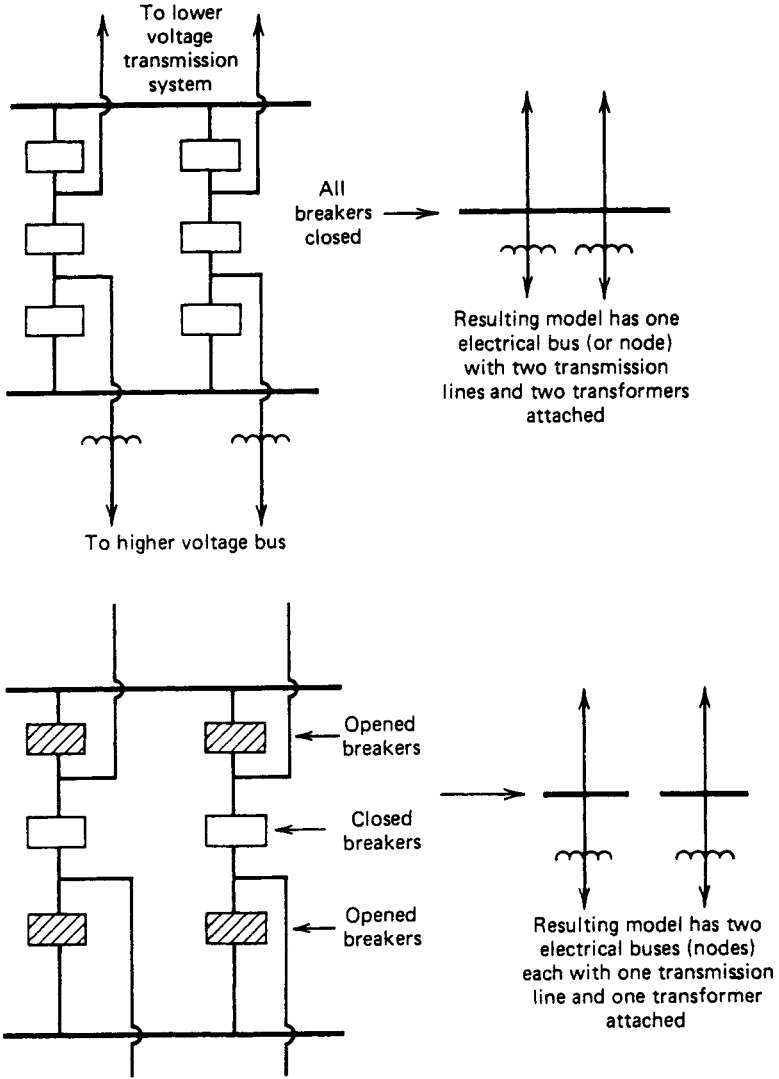 To lower
voltage
transmission
system
All
breakers
closed
Resulting model has one
electrical bus (or node)
with two transmission
lines and two transformers
attached
To higher voltage bus
Opened
breakers
Closed
breakers
Opened
breakers
Resulting model has two
electrical buses (nodes)
each with one transmission
line and one transformer
attached